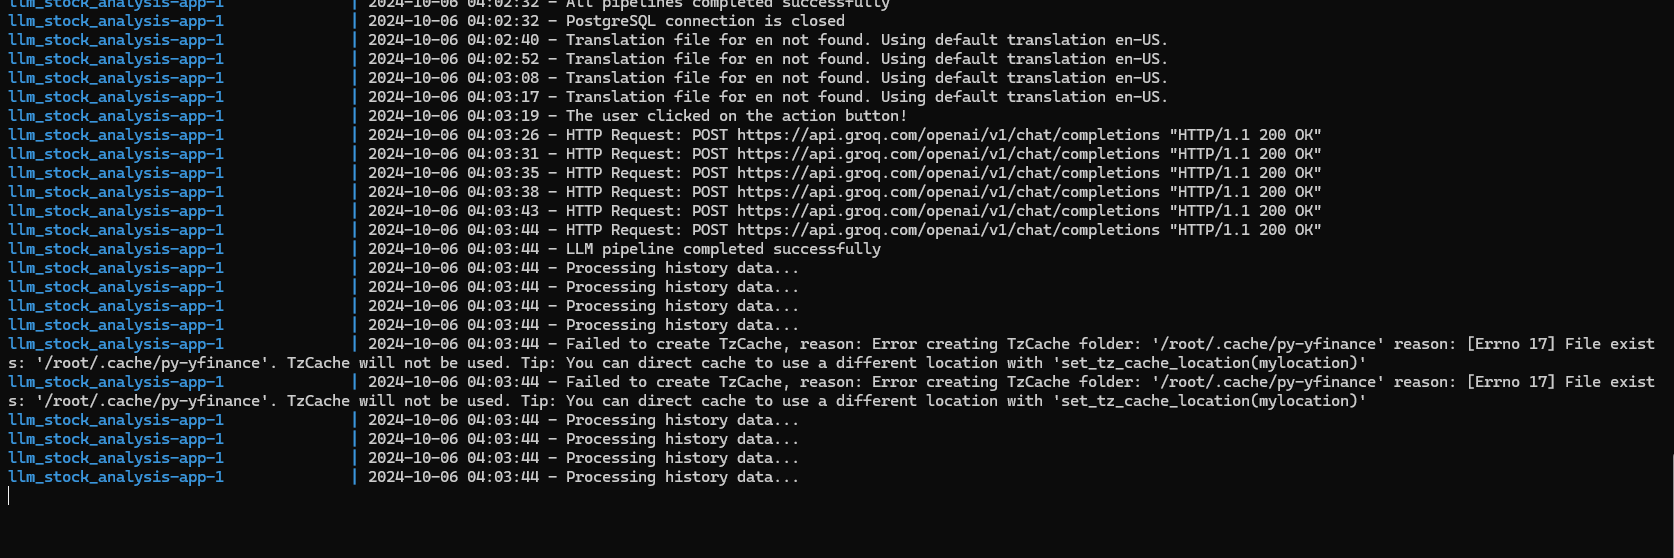 llm_stock_analysis-app-1 | 2024-10-06 04:02:32 - All pipelines completed successfully
llm_stock_analysis-app-1 | 2024-10-06 04:02:32 - PostgreSQL connection is closed
llm_stock_analysis-app-1 | 2024-10-06 04:02:40 - Translation file for en not found. Using default translation en-US.
llm_stock_analysis-app-1 | 2024-10-06 04:02:52 - Translation file for en not found. Using default translation en-US.
llm_stock_analysis-app-1 | 2024-10-06 04:03:08 - Translation file for en not found. Using default translation en-US.
llm_stock_analysis-app-1 | 2024-10-06 04:03:17 - Translation file for en not found. Using default translation en-US.
llm_stock_analysis-app-1 | 2024-10-06 04:03:19 - The user clicked on the action button!
llm_stock_analysis-app-1 | 2024-10-06 04:03:26 - HTTP Request: POST https://api.groq.com/openai/v1/chat/completions "HTTP/1.1 200 OK"
llm_stock_analysis-app-1 | 2024-10-06 04:03:31 - HTTP Request: POST https://api.groq.com/openai/v1/chat/completions "HTTP/1.1 200 OK"
llm_stock_analysis-app-1 | 2024-10-06 04:03:35 - HTTP Request: POST https://api.groq.com/openai/v1/chat/completions "HTTP/1.1 200 OK"
llm_stock_analysis-app-1 | 2024-10-06 04:03:38 - HTTP Request: POST https://api.groq.com/openai/v1/chat/completions "HTTP/1.1 200 OK"
llm_stock_analysis-app-1 | 2024-10-06 04:03:43 - HTTP Request: POST https://api.groq.com/openai/v1/chat/completions "HTTP/1.1 200 OK"
llm_stock_analysis-app-1 | 2024-10-06 04:03:44 - HTTP Request: POST https://api.groq.com/openai/v1/chat/completions "HTTP/1.1 200 OK"
llm_stock_analysis-app-1 | 2024-10-06 04:03:44 - LLM pipeline completed successfully
llm_stock_analysis-app-1 | 2024-10-06 04:03:44 - Processing history data...
llm_stock_analysis-app-1 | 2024-10-06 04:03:44 - Processing history data...
llm_stock_analysis-app-1 | 2024-10-06 04:03:44 - Processing history data...
llm_stock_analysis-app-1 | 2024-10-06 04:03:44 - Processing history data...
llm_stock_analysis-app-1 | 2024-10-06 04:03:44 - Failed to create TzCache, reason: Error creating TzCache folder: '/root/.cache/py-yfinance' reason: [Errno 17] File exist
s: '/root/.cache/py-yfinance'. TzCache will not be used. Tip: You can direct cache to use a different location with 'set_tz_cache_location(mylocation)'
llm_stock_analysis-app-1 | 2024-10-06 04:03:44 - Failed to create TzCache, reason: Error creating TzCache folder: '/root/.cache/py-yfinance' reason: [Errno 17] File exist
s: '/root/.cache/py-yfinance'. TzCache will not be used. Tip: You can direct cache to use a different location with 'set_tz_cache_location(mylocation)'
llm_stock_analysis-app-1 | 2024-10-06 04:03:44 - Processing history data...
llm_stock_analysis-app-1 | 2024-10-06 04:03:44 - Processing history data...
llm_stock_analysis-app-1 | 2024-10-06 04:03:44 - Processing history data...
llm_stock_analysis-app-1 | 2024-10-06 04:03:44 - Processing history data...